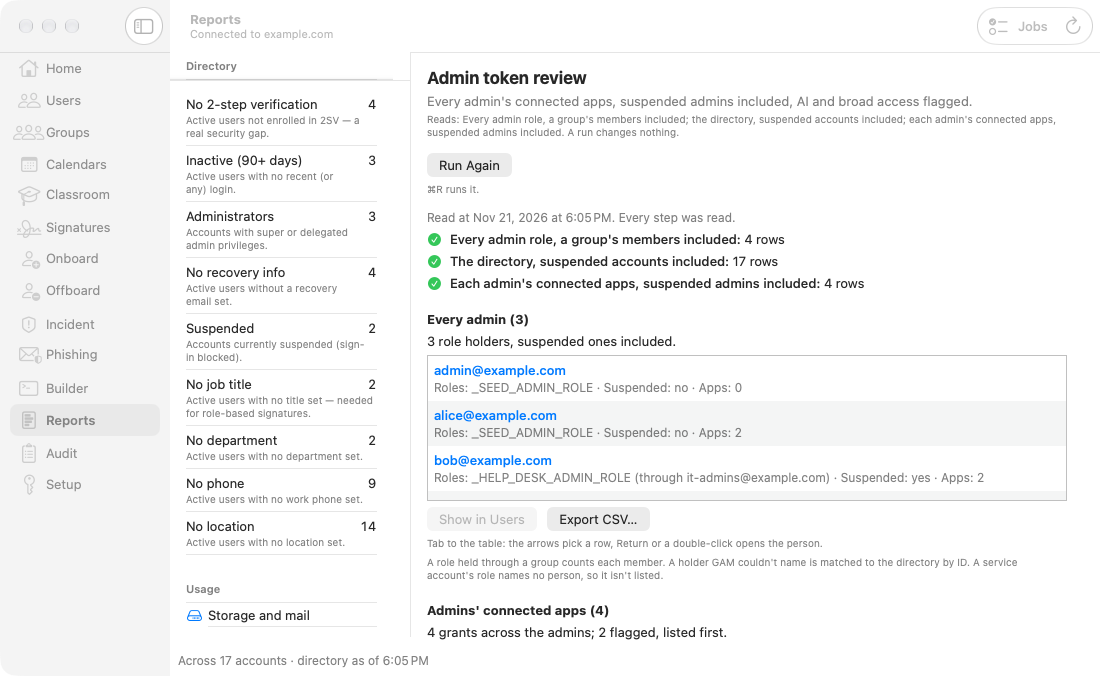 Reports
Connected to example.com
Jobs
Home
Users
Groups
Calendars
Classroom
Signatures
Onboard
Offboard
Incident
Phishing
Builder
Reports
Audit
Setup
Directory
No 2-step verification 4
Active users not enrolled in 2SV — a
real security gap.
Inactive (90+ days) 3
Active users with no recent (or
any) login.
Administrators 3
Accounts with super or delegated
admin privileges.
No recovery info 4
Active users without a recovery
email set.
Suspended 2
Accounts currently suspended (sign-
in blocked).
No job title 2
Active users with no title set — needed
for role-based signatures.
No department 2
Active users with no department set.
No phone 9
Active users with no work phone set.
No location 14
Active users with no location set.
Usage
Storage and mail
Across 17 accounts · directory as of 6:05 PM
Admin token review
Every admin's connected apps, suspended admins included, AI and broad access flagged.
Reads: Every admin role, a group's members included; the directory, suspended accounts included; each admin's connected apps,
suspended admins included. A run changes nothing.
Run Again
⌘R runs it.
Read at Nov 21, 2026 at 6:05 PM. Every step was read.
Every admin role, a group's members included: 4 rows
The directory, suspended accounts included: 17 rows
Each admin's connected apps, suspended admins included: 4 rows
Every admin (3)
3 role holders, suspended ones included.
admin@example.com
Roles: _SEED_ADMIN_ROLE · Suspended: no · Apps: 0
alice@example.com
Roles: _SEED_ADMIN_ROLE · Suspended: no · Apps: 2
bob@example.com
Roles: _HELP_DESK_ADMIN_ROLE (through it-admins@example.com) · Suspended: yes · Apps: 2
Show in Users
Export CSV...
Tab to the table: the arrows pick a row, Return or a double-click opens the person.
A role held through a group counts each member. A holder GAM couldn't name is matched to the directory by ID. A service
account's role names no person, so it isn't listed.
Admins' connected apps (4)
4 grants across the admins; 2 flagged, listed first.